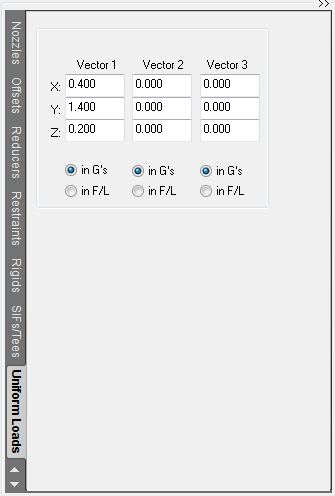 >>
Nozzles
Offsets
Reducers
Restraints
Rigids
SIFs/Tees
Uniform Loads
Vector 1 Vector 2 Vector 3
X: 0.400 0.000 0.000
Y: 1.400 0.000 0.000
Z: 0.200 0.000 0.000
in G's in G's in G's
in F/L in F/L in F/L